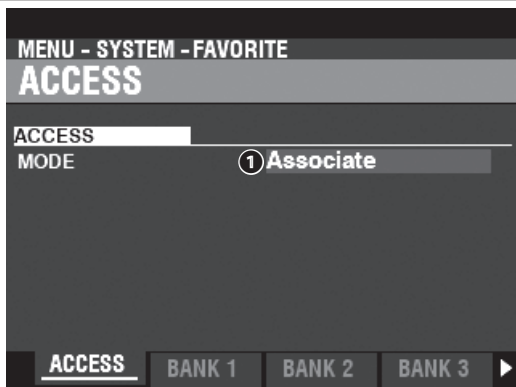 MENU - SYSTEM - FAVORITE
ACCESS
ACCESS
MODE 1 Associate
ACCESS BANK 1 BANK 2 BANK 3